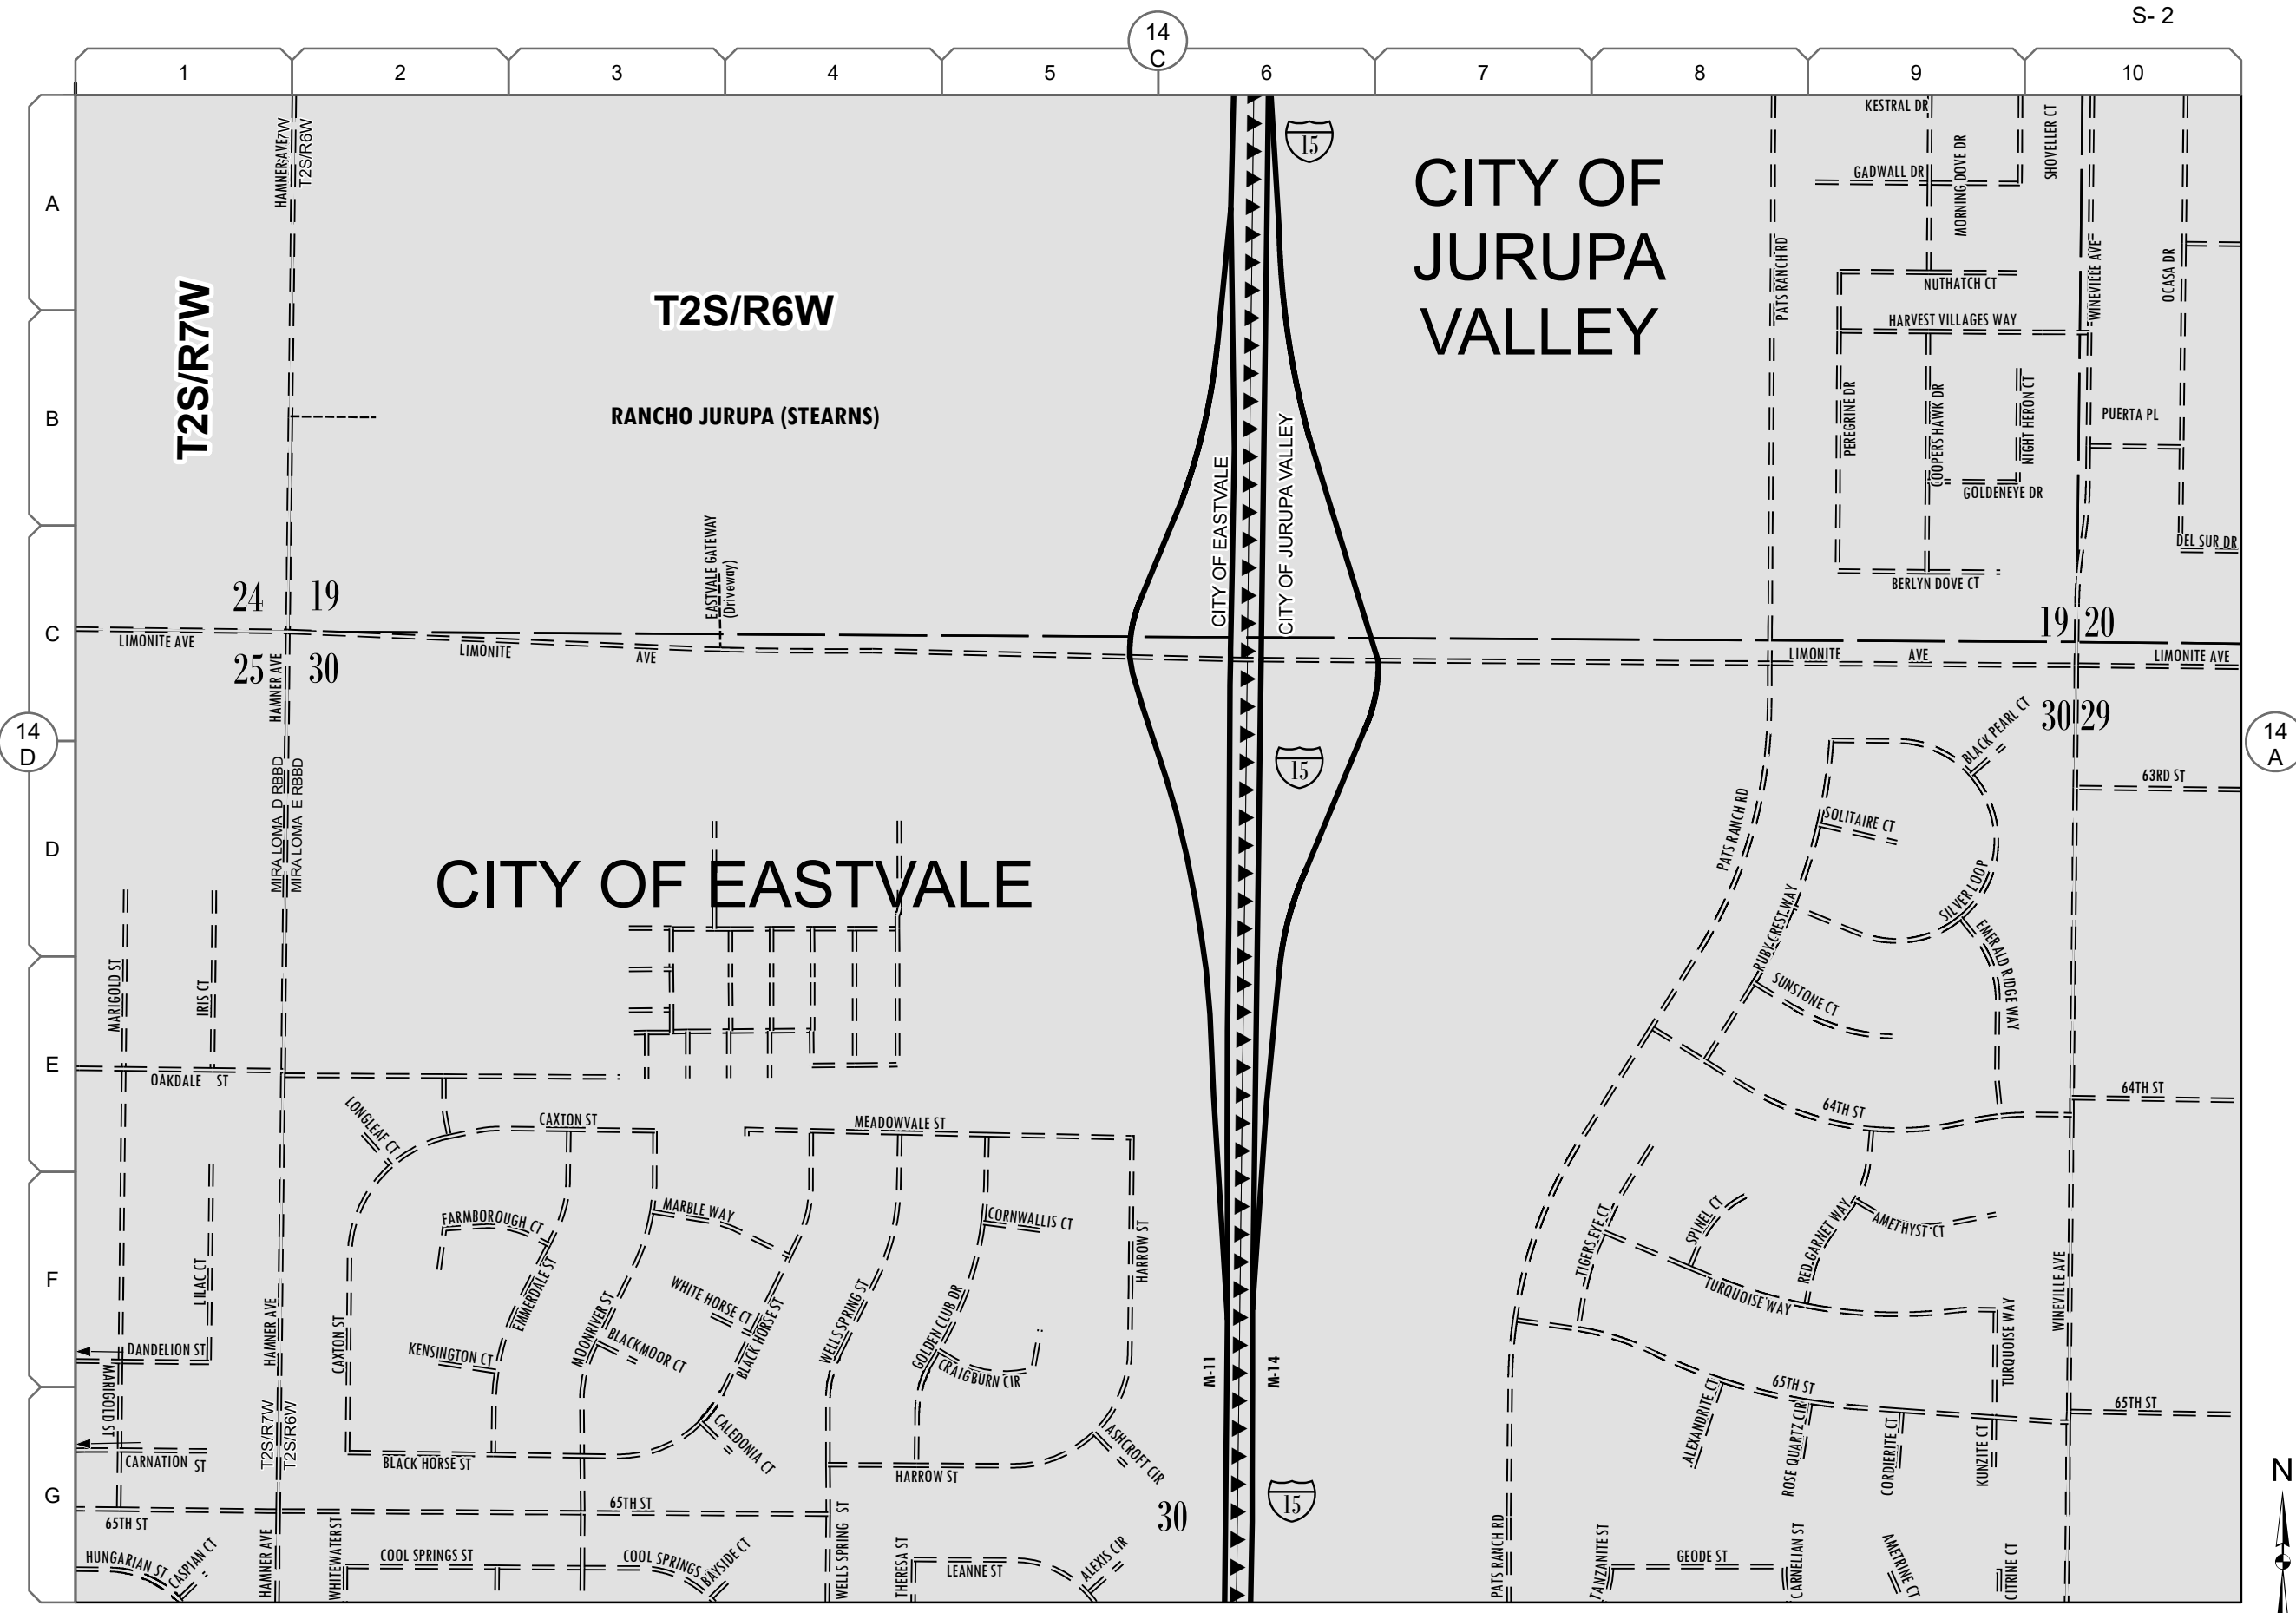 S- 2
14
C
1
2
3
4
5
6
7
8
9
10
A
B
C
D
E
F
G
14
D
14
A
N
HAMNER AVE
T2S/R6W
15
CITY OF
JURUPA
VALLEY
KESTRAL DR
GADWALL DR
MORNING DOVE DR
SHOVELLER CT
PATS RANCH RD
NUTHATCH CT
WINEVILLE AVE
OCASA DR
T2S/R7W
T2S/R6W
RANCHO JURUPA (STEARNS)
HARVEST VILLAGES WAY
PEREGRINE DR
COOPERS HAWK DR
NIGHT HERON CT
GOLDENEYE DR
PUERTA PL
DEL SUR DR
BERLYN DOVE CT
CITY OF EASTVALE
CITY OF JURUPA VALLEY
EASTVALE GATEWAY
(Driveway)
24
19
25
30
19
20
30
29
LIMONITE AVE
LIMONITE
AVE
LIMONITE
AVE
LIMONITE AVE
HAMNER AVE
MIRA LOMA D RBBD
MIRA LOMA E RBBD
15
CITY OF EASTVALE
BLACK PEARL CT
63RD ST
SOLITAIRE CT
PATS RANCH RD
SILVER LOOP
RUBY CREST WAY
EMERALD RIDGE WAY
SUNSTONE CT
MARIGOLD ST
IRIS CT
OAKDALE ST
64TH ST
64TH ST
LONGLEAF CT
CAXTON ST
MEADOWVALE ST
FARMBOROUGH CT
MARBLE WAY
CORNWALLIS CT
HARROW ST
LILAC CT
HAMNER AVE
CAXTON ST
EMMERDALE ST
MOONRIVER ST
WHITE HORSE CT
BLACK HORSE ST
WELLS SPRING ST
GOLDEN CLUB DR
KENSINGTON CT
BLACKMOOR CT
CRAIGBURN CIR
TIGERS EYE CT
SPINEL CT
RED GARNET WAY
AMETHYST CT
TURQUOISE WAY
TURQUOISE WAY
WINEVILLE AVE
M-11
M-14
DANDELION ST
MARIGOLD ST
T2S/R7W
T2S/R6W
CARNATION ST
BLACK HORSE ST
CALEDONIA CT
HARROW ST
ASHCROFT CIR
65TH ST
65TH ST
ALEXANDRITE CT
ROSE QUARTZ CIR
CORDIERITE CT
KUNZITE CT
30
15
65TH ST
65TH ST
HUNGARIAN ST
CASPIAN CT
HAMNER AVE
WHITEWATER ST
COOL SPRINGS ST
COOL SPRINGS
BAYSIDE CT
WELLS SPRING ST
THERESA ST
LEANNE ST
ALEXIS CIR
PATS RANCH RD
TANZANITE ST
GEODE ST
CARNELIAN ST
AMETRINE CT
CITRINE CT